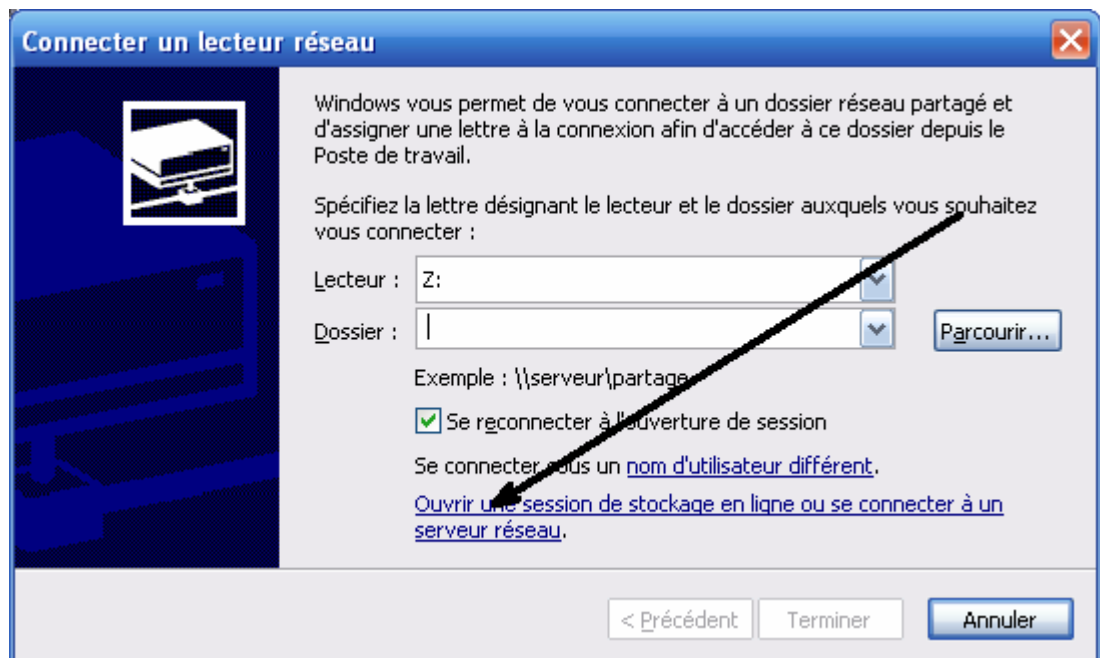 Connecter un lecteur réseau
Windows vous permet de vous connecter à un dossier réseau partagé et
d'assigner une lettre à la connexion afin d'accéder à ce dossier depuis le
Poste de travail.
Spécifiez la lettre désignant le lecteur et le dossier auxquels vous souhaitez
vous connecter :
Lecteur : Z:
Dossier : Parcourir...
Exemple : \\serveur\partage
Se reconnecter à l'ouverture de session
Se connecter sous un nom d'utilisateur différent.
Ouvrir une session de stockage en ligne ou se connecter à un
serveur réseau.
< Précédent Terminer Annuler